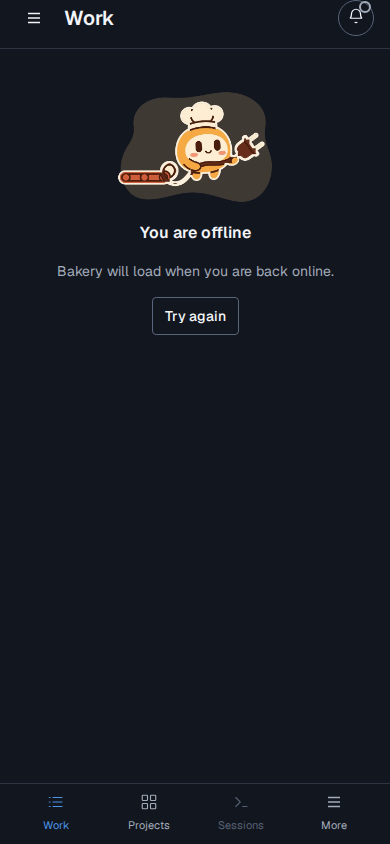 Work
You are offline
Bakery will load when you are back online.
Try again
Work
Projects
Sessions
More